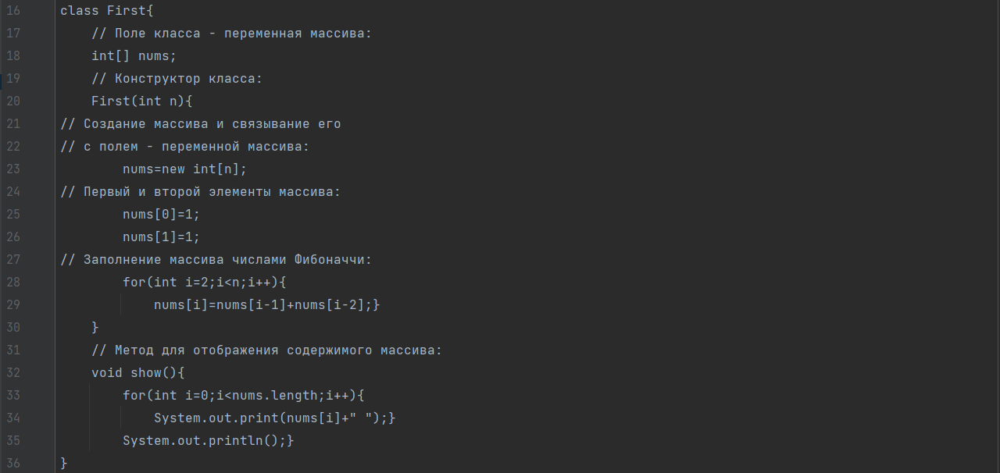 16 class First{
17 // Поле класса - переменная массива:
18 int[] nums;
19 // Конструктор класса:
20 First(int n){
21 // Создание массива и связывание его
22 // с полем - переменной массива:
23 nums=new int[n];
24 // Первый и второй элементы массива:
25 nums[0]=1;
26 nums[1]=1;
27 // Заполнение массива числами Фибоначчи:
28 for(int i=2;i<n;i++){
29 nums[i]=nums[i-1]+nums[i-2];}
30 }
31 // Метод для отображения содержимого массива:
32 void show(){
33 for(int i=0;i<nums.length;i++){
34 System.out.print(nums[i]+" ");}
35 System.out.println();}
36 }